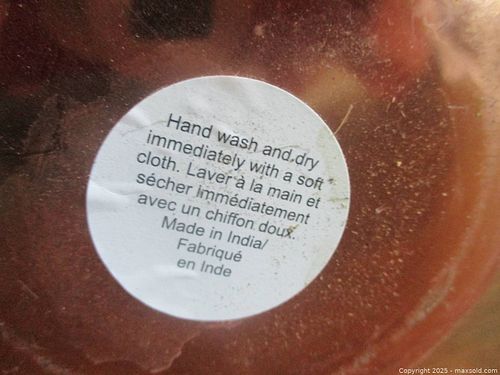 Hand wash and dry
immediately with a soft
cloth. Laver à la main et
sécher Immédiatement
avec un chiffon doux.
Made in India/
Fabriqué
en Inde
Copyright 2025 - maxsold.com